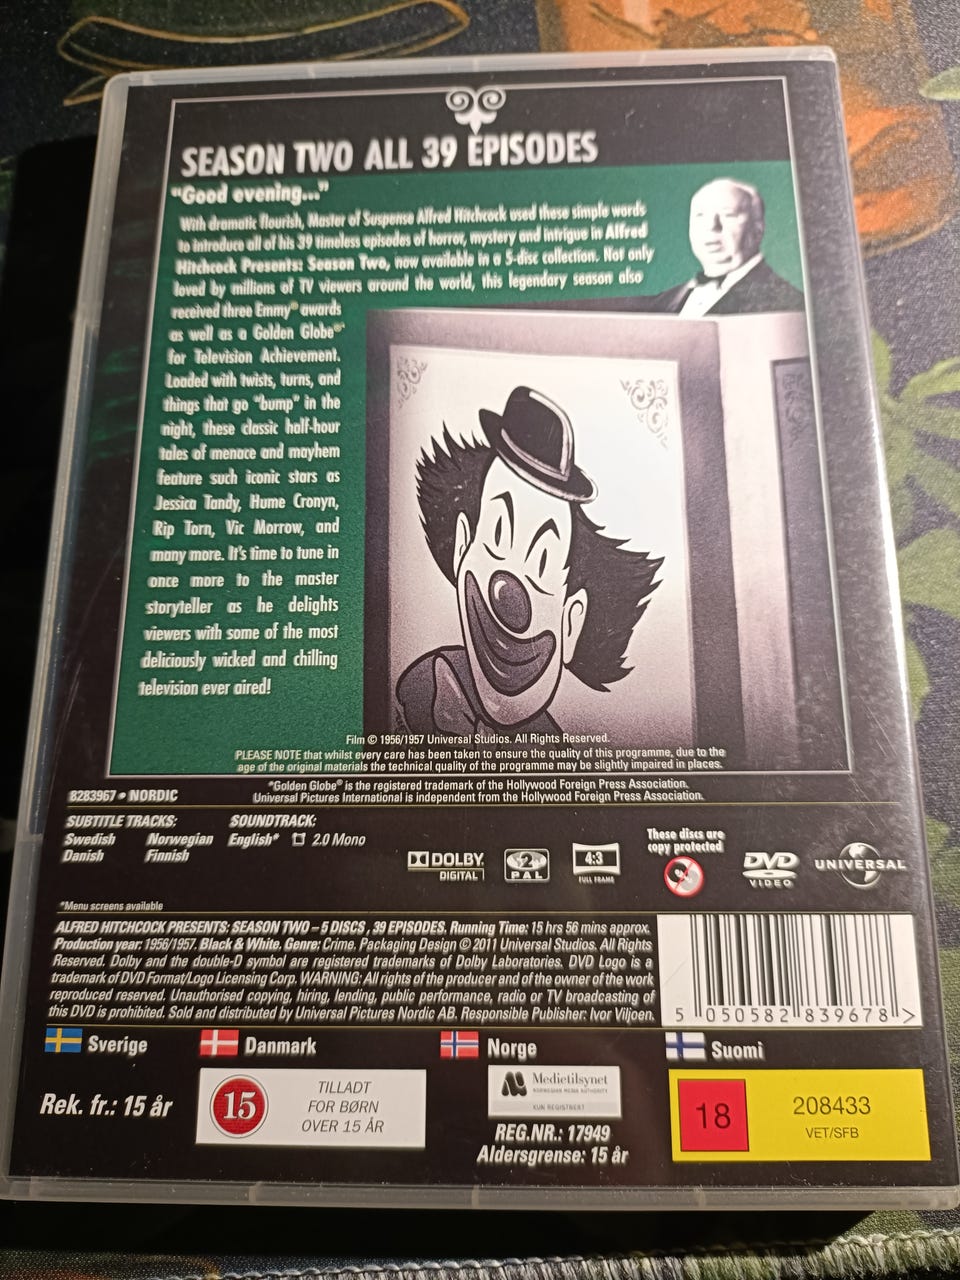 SEASON TWO ALL 39 EPISODES
"Good evening..."
With dramatic flourish, Master of Suspense Alfred Hitchcock used these simple words
to introduce all of his 39 timeless episodes of horror, mystery and intrigue in Alfred
Hitchcock Presents: Season Two, now available in a 5-disc collection. Not only
loved by millions of TV viewers around the world, this legendary season also
received three Emmy® awards
as well as a Golden Globe®*
for Television Achievement.
Loaded with twists, turns, and
things that go "bump" in the
night, these classic half-hour
tales of menace and mayhem
feature such iconic stars as
Jessica Tandy, Hume Cronyn,
Rip Torn, Vic Morrow, and
many more. It's time to tune in
once more to the master
storyteller as he delights
viewers with some of the most
deliciously wicked and chilling
television ever aired!
Film © 1956/1957 Universal Studios. All Rights Reserved.
PLEASE NOTE that whilst every care has been taken to ensure the quality of this programme, due to the
age of the original materials the technical quality of the programme may be slightly impaired in places.
*Golden Globe® is the registered trademark of the Hollywood Foreign Press Association.
Universal Pictures International is independent from the Hollywood Foreign Press Association.
8283967 • NORDIC
SUBTITLE TRACKS:
Swedish Norwegian
Danish Finnish
SOUNDTRACK:
English* 2.0 Mono
DOLBY
DIGITAL
2
PAL
4:3
FULL FRAME
These discs are
copy protected
DVD
VIDEO
UNIVERSAL
*Menu screens available
ALFRED HITCHCOCK PRESENTS: SEASON TWO – 5 DISCS, 39 EPISODES. Running Time: 15 hrs 56 mins approx.
Production year: 1956/1957. Black & White. Genre: Crime. Packaging Design © 2011 Universal Studios. All Rights
Reserved. Dolby and the double-D symbol are registered trademarks of Dolby Laboratories. DVD Logo is a
trademark of DVD Format/Logo Licensing Corp. WARNING: All rights of the producer and of the owner of the work
reproduced reserved. Unauthorised copying, hiring, lending, public performance, radio or TV broadcasting of
this DVD is prohibited. Sold and distributed by Universal Pictures Nordic AB. Responsible Publisher: Ivor Viljoen.
5 050582 839678 >
Sverige
Rek. fr.: 15 år
Danmark
15
TILLADT
FOR BØRN
OVER 15 ÅR
Norge
Medietilsynet
NORWEGIAN MEDIA AUTHORITY
KUN REGISTRERT
REG.NR.: 17949
Aldersgrense: 15 år
Suomi
18
208433
VET/SFB